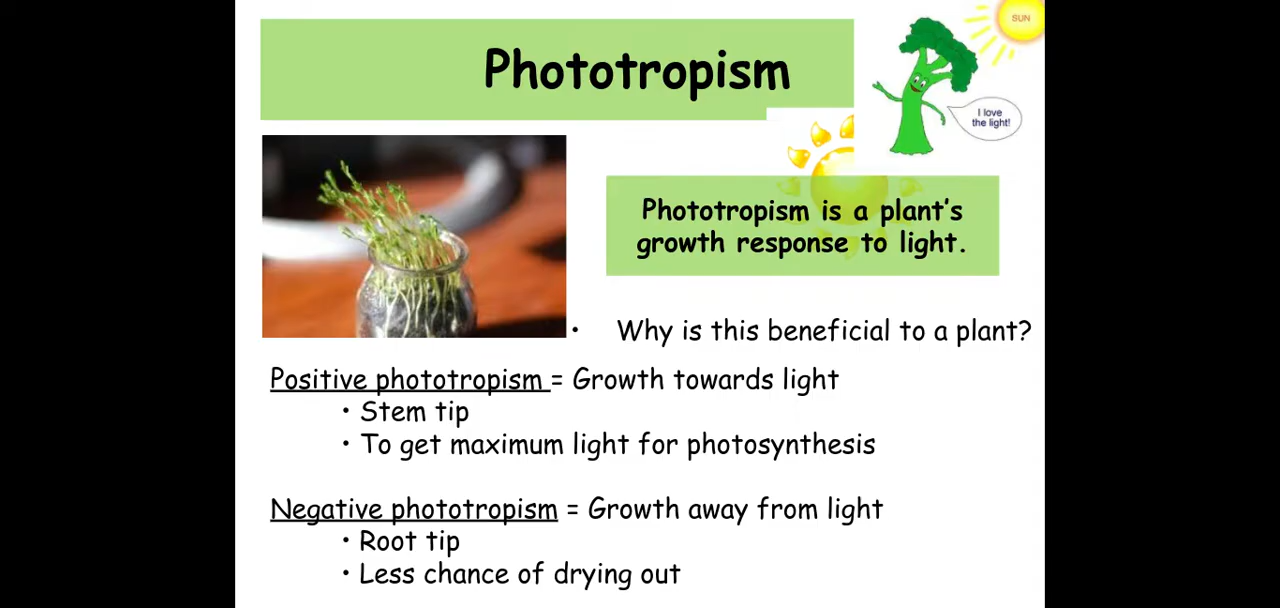 Phototropism
SUN
I love
the light!
Phototropism is a plant's
growth response to light.
• Why is this beneficial to a plant?
Positive phototropism = Growth towards light
• Stem tip
• To get maximum light for photosynthesis
Negative phototropism = Growth away from light
• Root tip
• Less chance of drying out